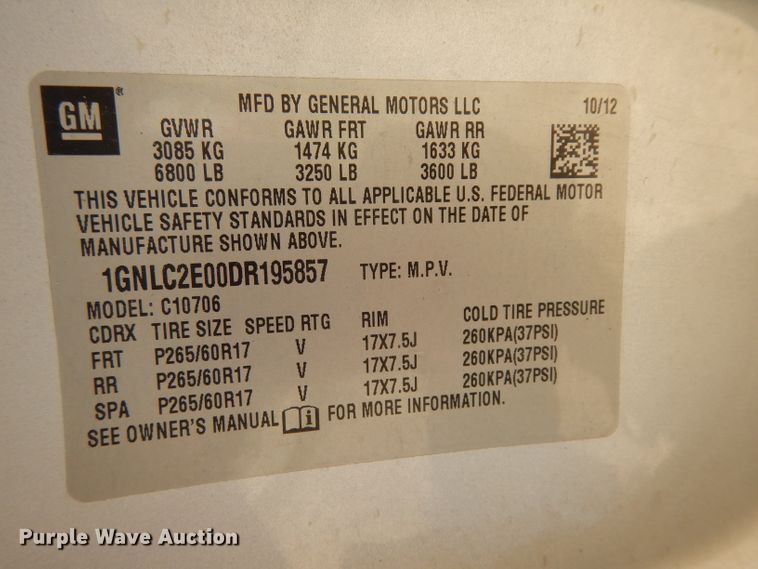 GM®
MFD BY GENERAL MOTORS LLC 10/12
GVWR GAWR FRT GAWR RR
3085 KG 1474 KG 1633 KG
6800 LB 3250 LB 3600 LB
THIS VEHICLE CONFORMS TO ALL APPLICABLE U.S. FEDERAL MOTOR
VEHICLE SAFETY STANDARDS IN EFFECT ON THE DATE OF
MANUFACTURE SHOWN ABOVE.
1GNLC2E00DR195857 TYPE: M.P.V.
MODEL: C10706
CDRX TIRE SIZE SPEED RTG RIM COLD TIRE PRESSURE
FRT P265/60R17 V 17X7.5J 260KPA(37PSI)
RR P265/60R17 V 17X7.5J 260KPA(37PSI)
SPA P265/60R17 V 17X7.5J 260KPA(37PSI)
SEE OWNER'S MANUAL i FOR MORE INFORMATION.
Purple Wave Auction